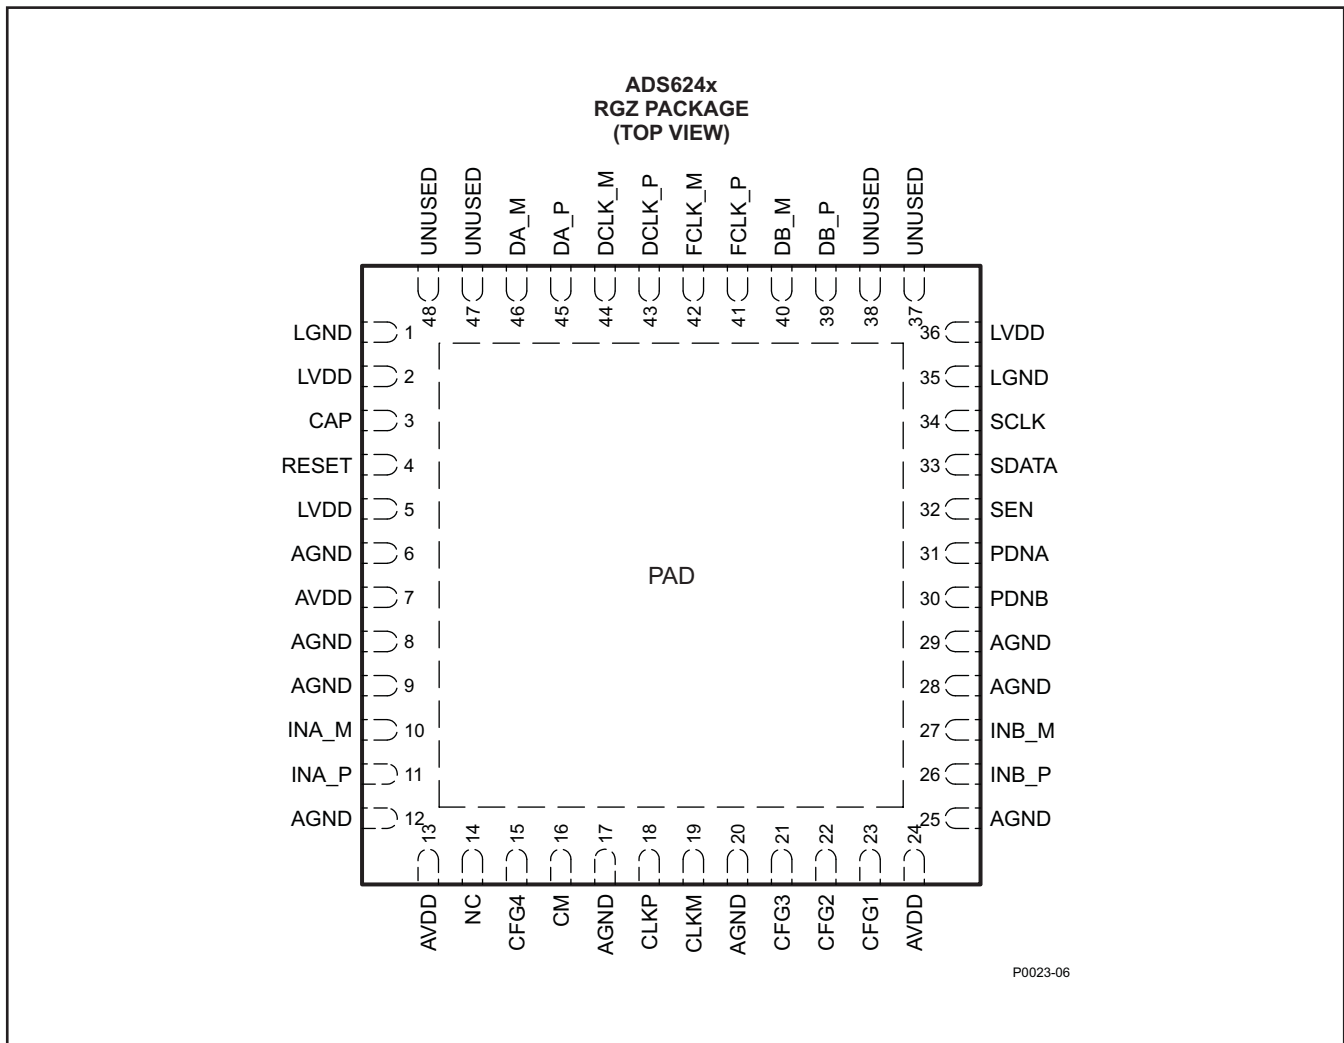 ADS624x
RGZ PACKAGE
(TOP VIEW)
UNUSED
UNUSED
DA_M
DA_P
DCLK_M
DCLK_P
FCLK_M
FCLK_P
DB_M
DB_P
UNUSED
UNUSED
48
47
46
45
44
43
42
41
40
39
38
37
LGND 1
LVDD 2
CAP 3
RESET 4
LVDD 5
AGND 6
AVDD 7
AGND 8
AGND 9
INA_M 10
INA_P 11
AGND 12
PAD
36 LVDD
35 LGND
34 SCLK
33 SDATA
32 SEN
31 PDNA
30 PDNB
29 AGND
28 AGND
27 INB_M
26 INB_P
25 AGND
13
14
15
16
17
18
19
20
21
22
23
24
AVDD
NC
CFG4
CM
AGND
CLKP
CLKM
AGND
CFG3
CFG2
CFG1
AVDD
P0023-06